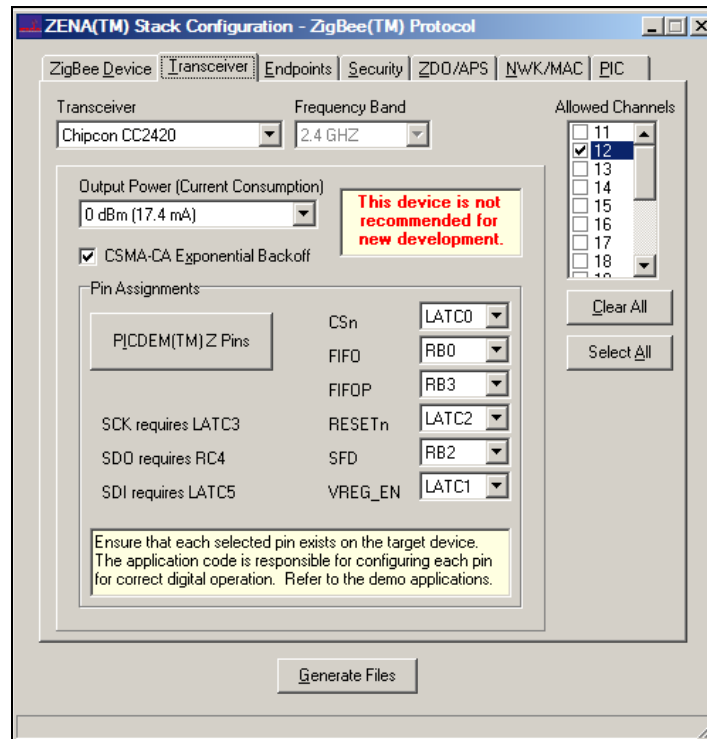 ZENA(TM) Stack Configuration - ZigBee(TM) Protocol
ZigBee Device Transceiver Endpoints Security ZDO/APS NWK/MAC PIC
Transceiver
Chipcon CC2420
Frequency Band
2.4 GHZ
Allowed Channels
11
12
13
14
15
16
17
18
Output Power (Current Consumption)
0 dBm (17.4 mA)
This device is not
recommended for
new development.
CSMA-CA Exponential Backoff
Clear All
Select All
Pin Assignments
PICDEM(TM) Z Pins
CSn LATC0
FIFO RB0
FIFOP RB3
SCK requires LATC3 RESETn LATC2
SDO requires RC4 SFD RB2
SDI requires LATC5 VREG_EN LATC1
Ensure that each selected pin exists on the target device.
The application code is responsible for configuring each pin
for correct digital operation.  Refer to the demo applications.
Generate Files